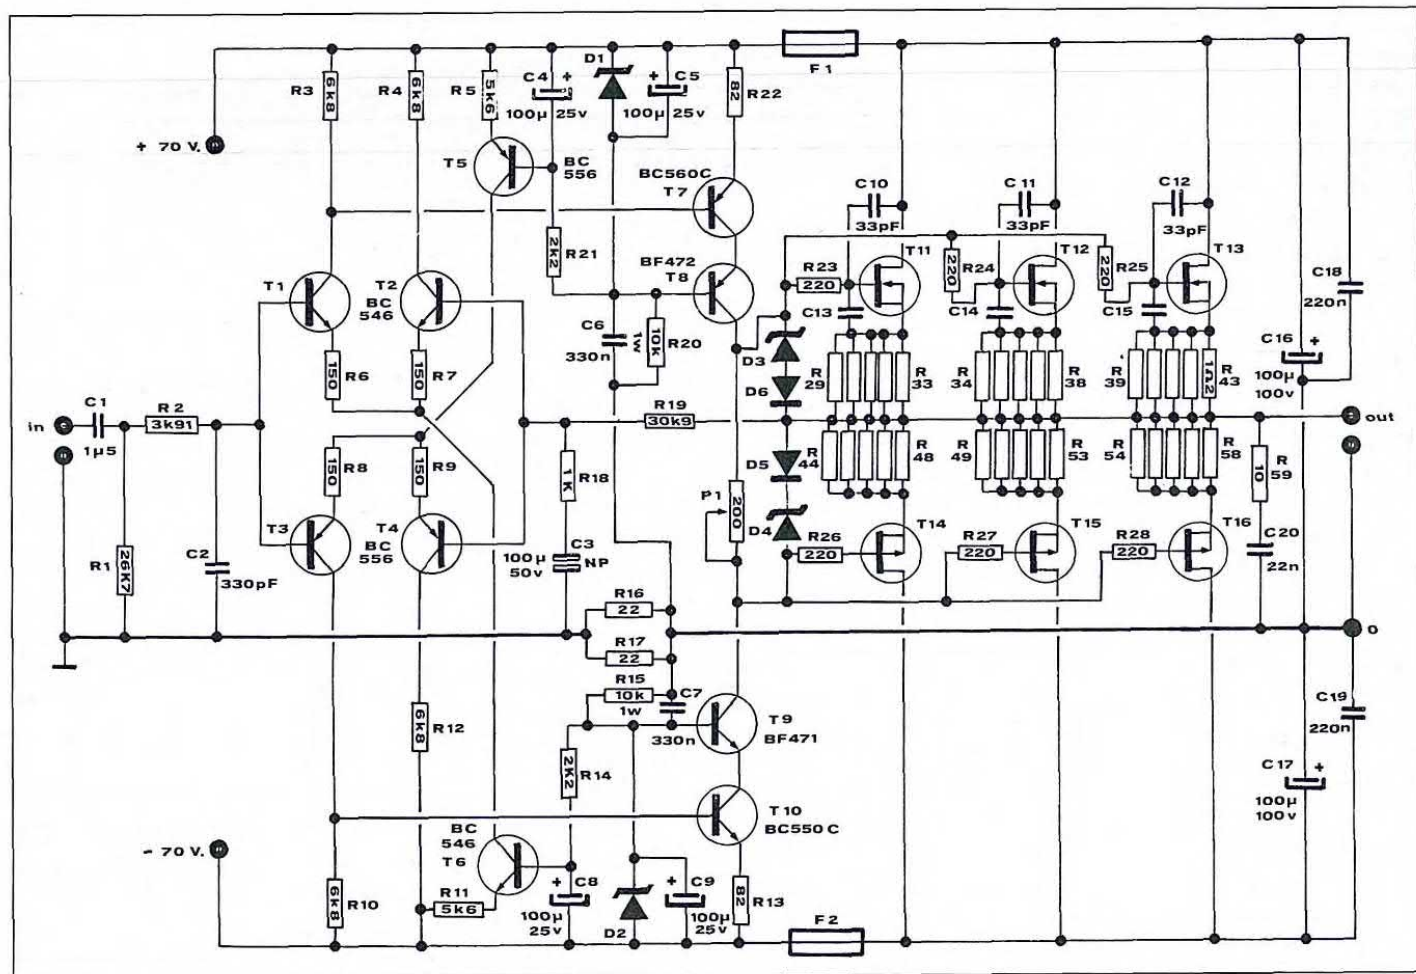 F1
D1
R3
6k8
R4
6k8
R5
5k6
C4
+
100µ 25v
+
C5
100µ 25v
82
R22
+ 70 V.
T5
BC
556
BC560C
T7
C10
33pF
C11
33pF
C12
33pF
R21
2k2
BF472
T8
T11
T12
T13
R23
220
220
R24
220
R25
C18
220n
T1
T2
BC
546
C6
330n
10k
1w
R20
C13
C14
C15
D3
C16
+
100µ
100v
R6
150
R7
150
D6
R
29
R
33
R
34
R
38
R
39
1Ω2
R
43
C1
1µ5
R2
3k91
R19
30k9
in
out
R8
150
R9
150
R18
1K
D5
R
44
R
48
R
49
R
53
R
54
R
58
R
59
10
P1
200
D4
T3
T4
BC
556
C3
100µ
50v
NP
R26
220
T14
R27
220
T15
R28
220
T16
C20
22n
R1
26K7
C2
330pF
R16
22
R17
22
0
R15
10k
1w
C7
330n
T9
BF471
C19
220n
R12
6k8
R14
2K2
C17
+
100µ
100v
T10
BC550C
- 70 V.
BC
546
T6
R11
5k6
R10
6k8
+
C8
100µ
25v
D2
+
C9
100µ
25v
R13
82
F2